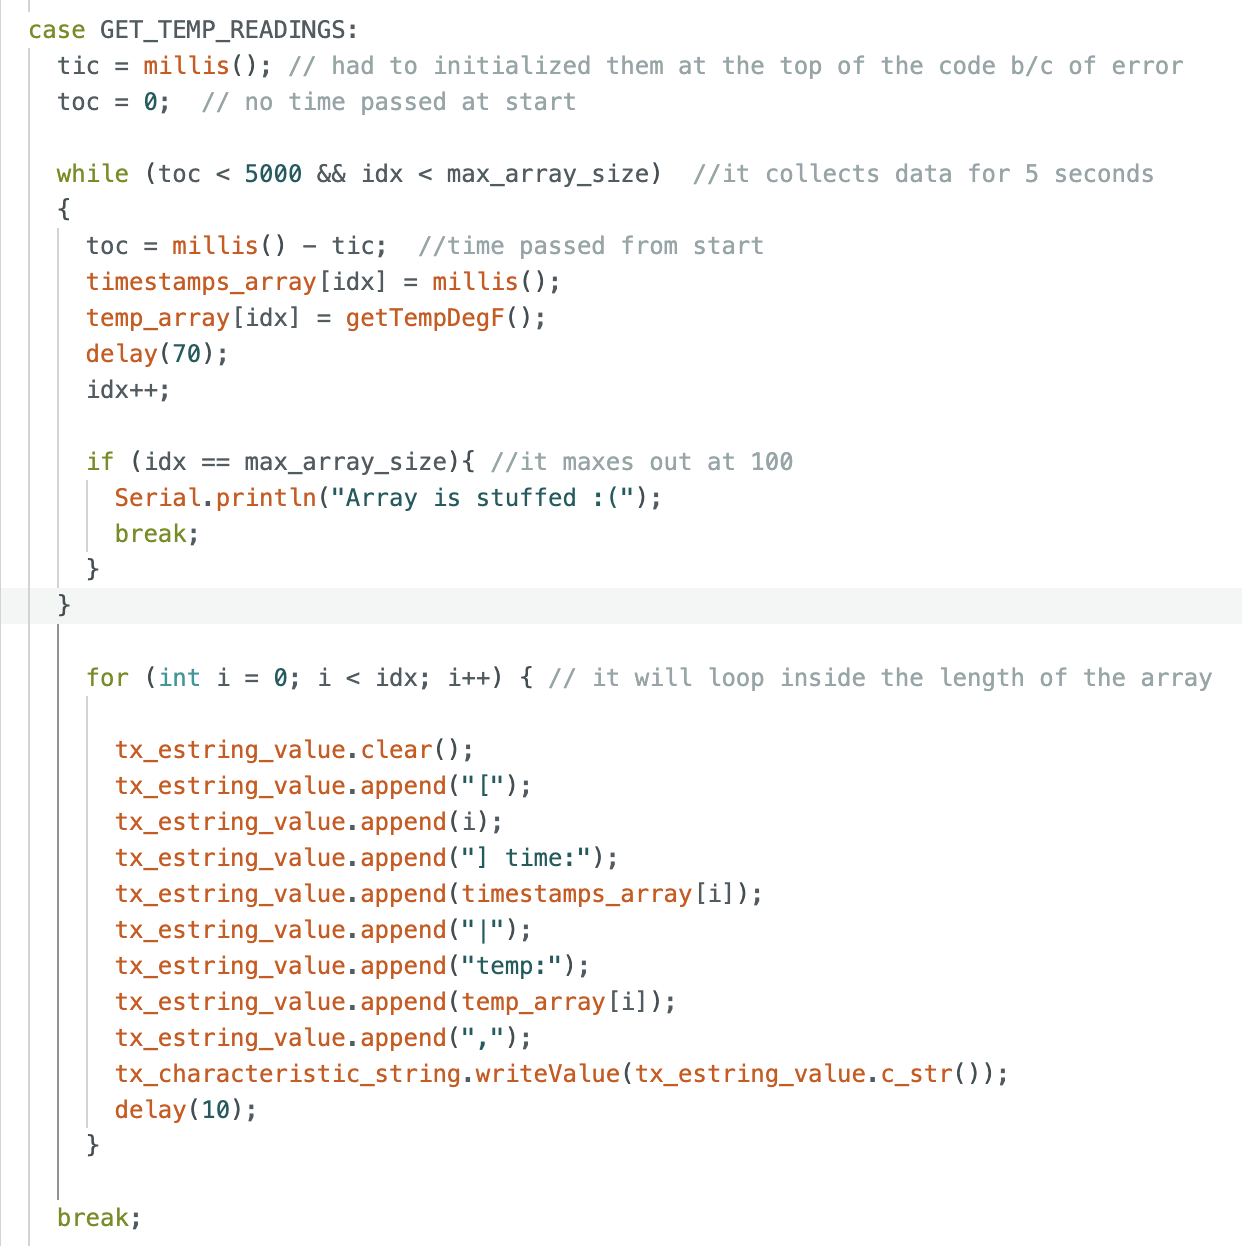 case GET_TEMP_READINGS:
tic = millis(); // had to initialized them at the top of the code b/c of error
toc = 0;  // no time passed at start
while (toc < 5000 && idx < max_array_size)  //it collects data for 5 seconds
{
toc = millis() - tic;  //time passed from start
timestamps_array[idx] = millis();
temp_array[idx] = getTempDegF();
delay(70);
idx++;
if (idx == max_array_size){ //it maxes out at 100
Serial.println("Array is stuffed :(");
break;
}
}
for (int i = 0; i < idx; i++) { // it will loop inside the length of the array
tx_estring_value.clear();
tx_estring_value.append("[");
tx_estring_value.append(i);
tx_estring_value.append("] time:");
tx_estring_value.append(timestamps_array[i]);
tx_estring_value.append("|");
tx_estring_value.append("temp:");
tx_estring_value.append(temp_array[i]);
tx_estring_value.append(",");
tx_characteristic_string.writeValue(tx_estring_value.c_str());
delay(10);
}
break;